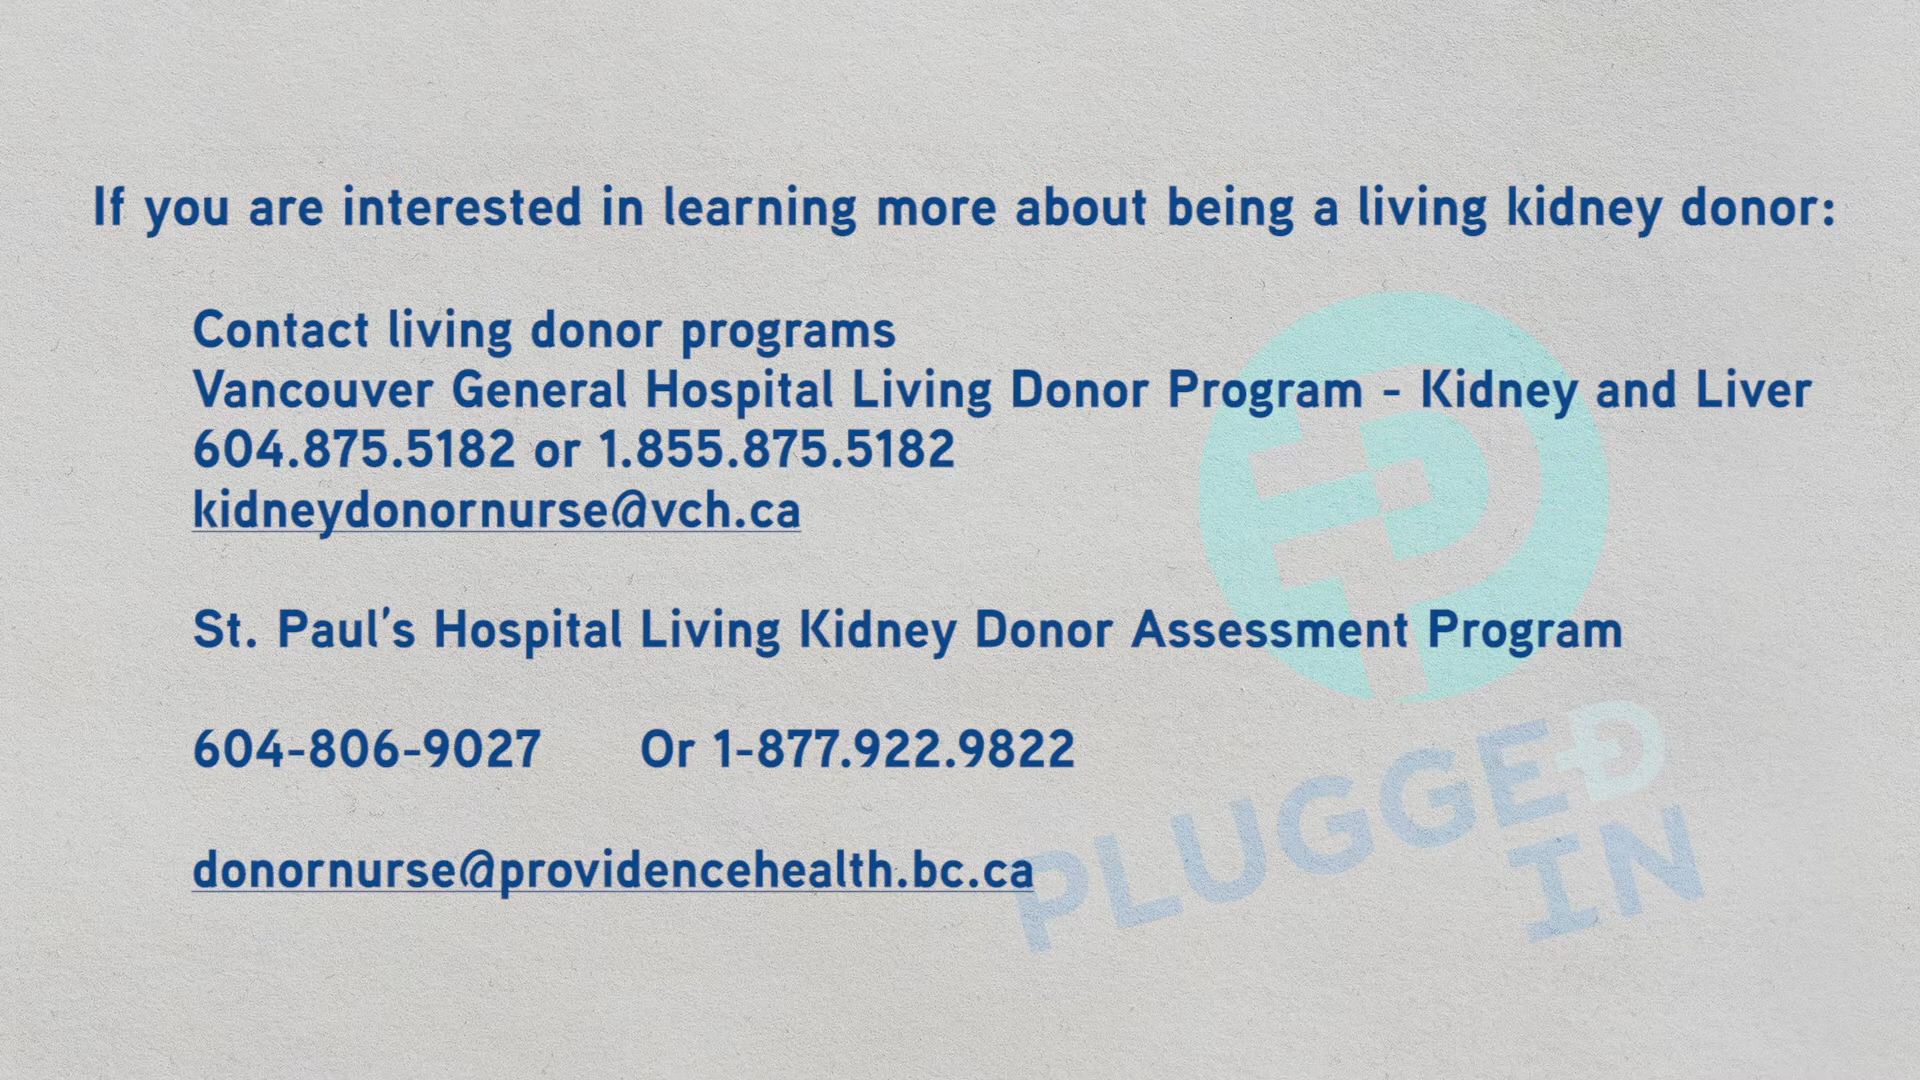 If you are interested in learning more about being a living kidney donor:
Contact living donor programs
Vancouver General Hospital Living Donor Program - Kidney and Liver
604.875.5182 or 1.855.875.5182
kidneydonornurse@vch.ca
St. Paul's Hospital Living Kidney Donor Assessment Program
604-806-9027 Or 1-877.922.9822
donornurse@providencehealth.bc.ca
PLUGGED
IN